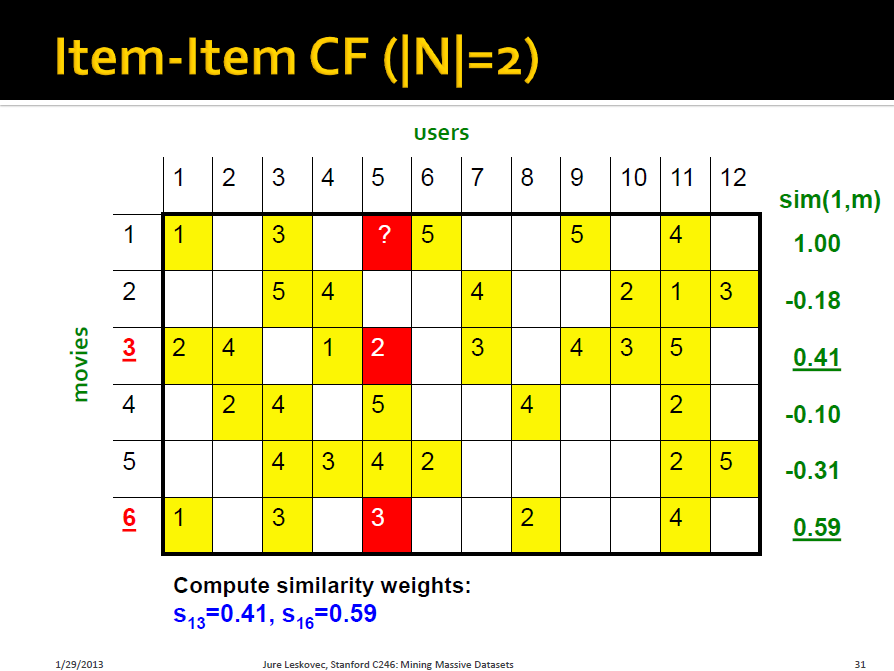 Item-Item CF (|N|=2)
users
1 2 3 4 5 6 7 8 9 10 11 12
sim(1,m)
1 1 3 ? 5 5 4 1.00
2 5 4 4 2 1 3 -0.18
movies
3 2 4 1 2 3 4 3 5 0.41
4 2 4 5 4 2 -0.10
5 4 3 4 2 2 5 -0.31
6 1 3 3 2 4 0.59
Compute similarity weights:
s13=0.41, s16=0.59
1/29/2013 Jure Leskovec, Stanford C246: Mining Massive Datasets 31